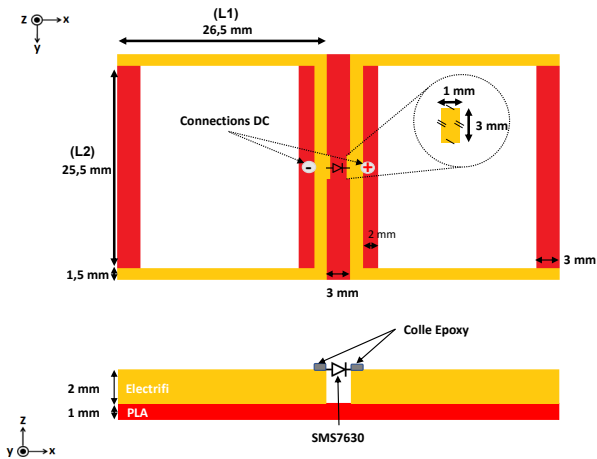 (L1)
z x
26,5 mm
y
1 mm
3 mm
Connections DC
(L2)
25,5 mm
- +
2 mm
1,5 mm
3 mm
3 mm
Colle Epoxy
2 mm
Electrifi
1 mm
PLA
z
SMS7630
y x